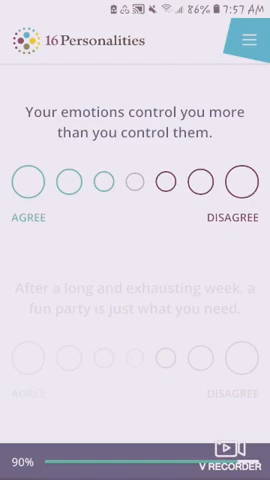 86% 7:57 AM
16Personalities
Your emotions control you more
than you control them.
AGREE DISAGREE
After a long and exhausting week, a
fun party is just what you need.
AGREE DISAGREE
90%
V RECORDER